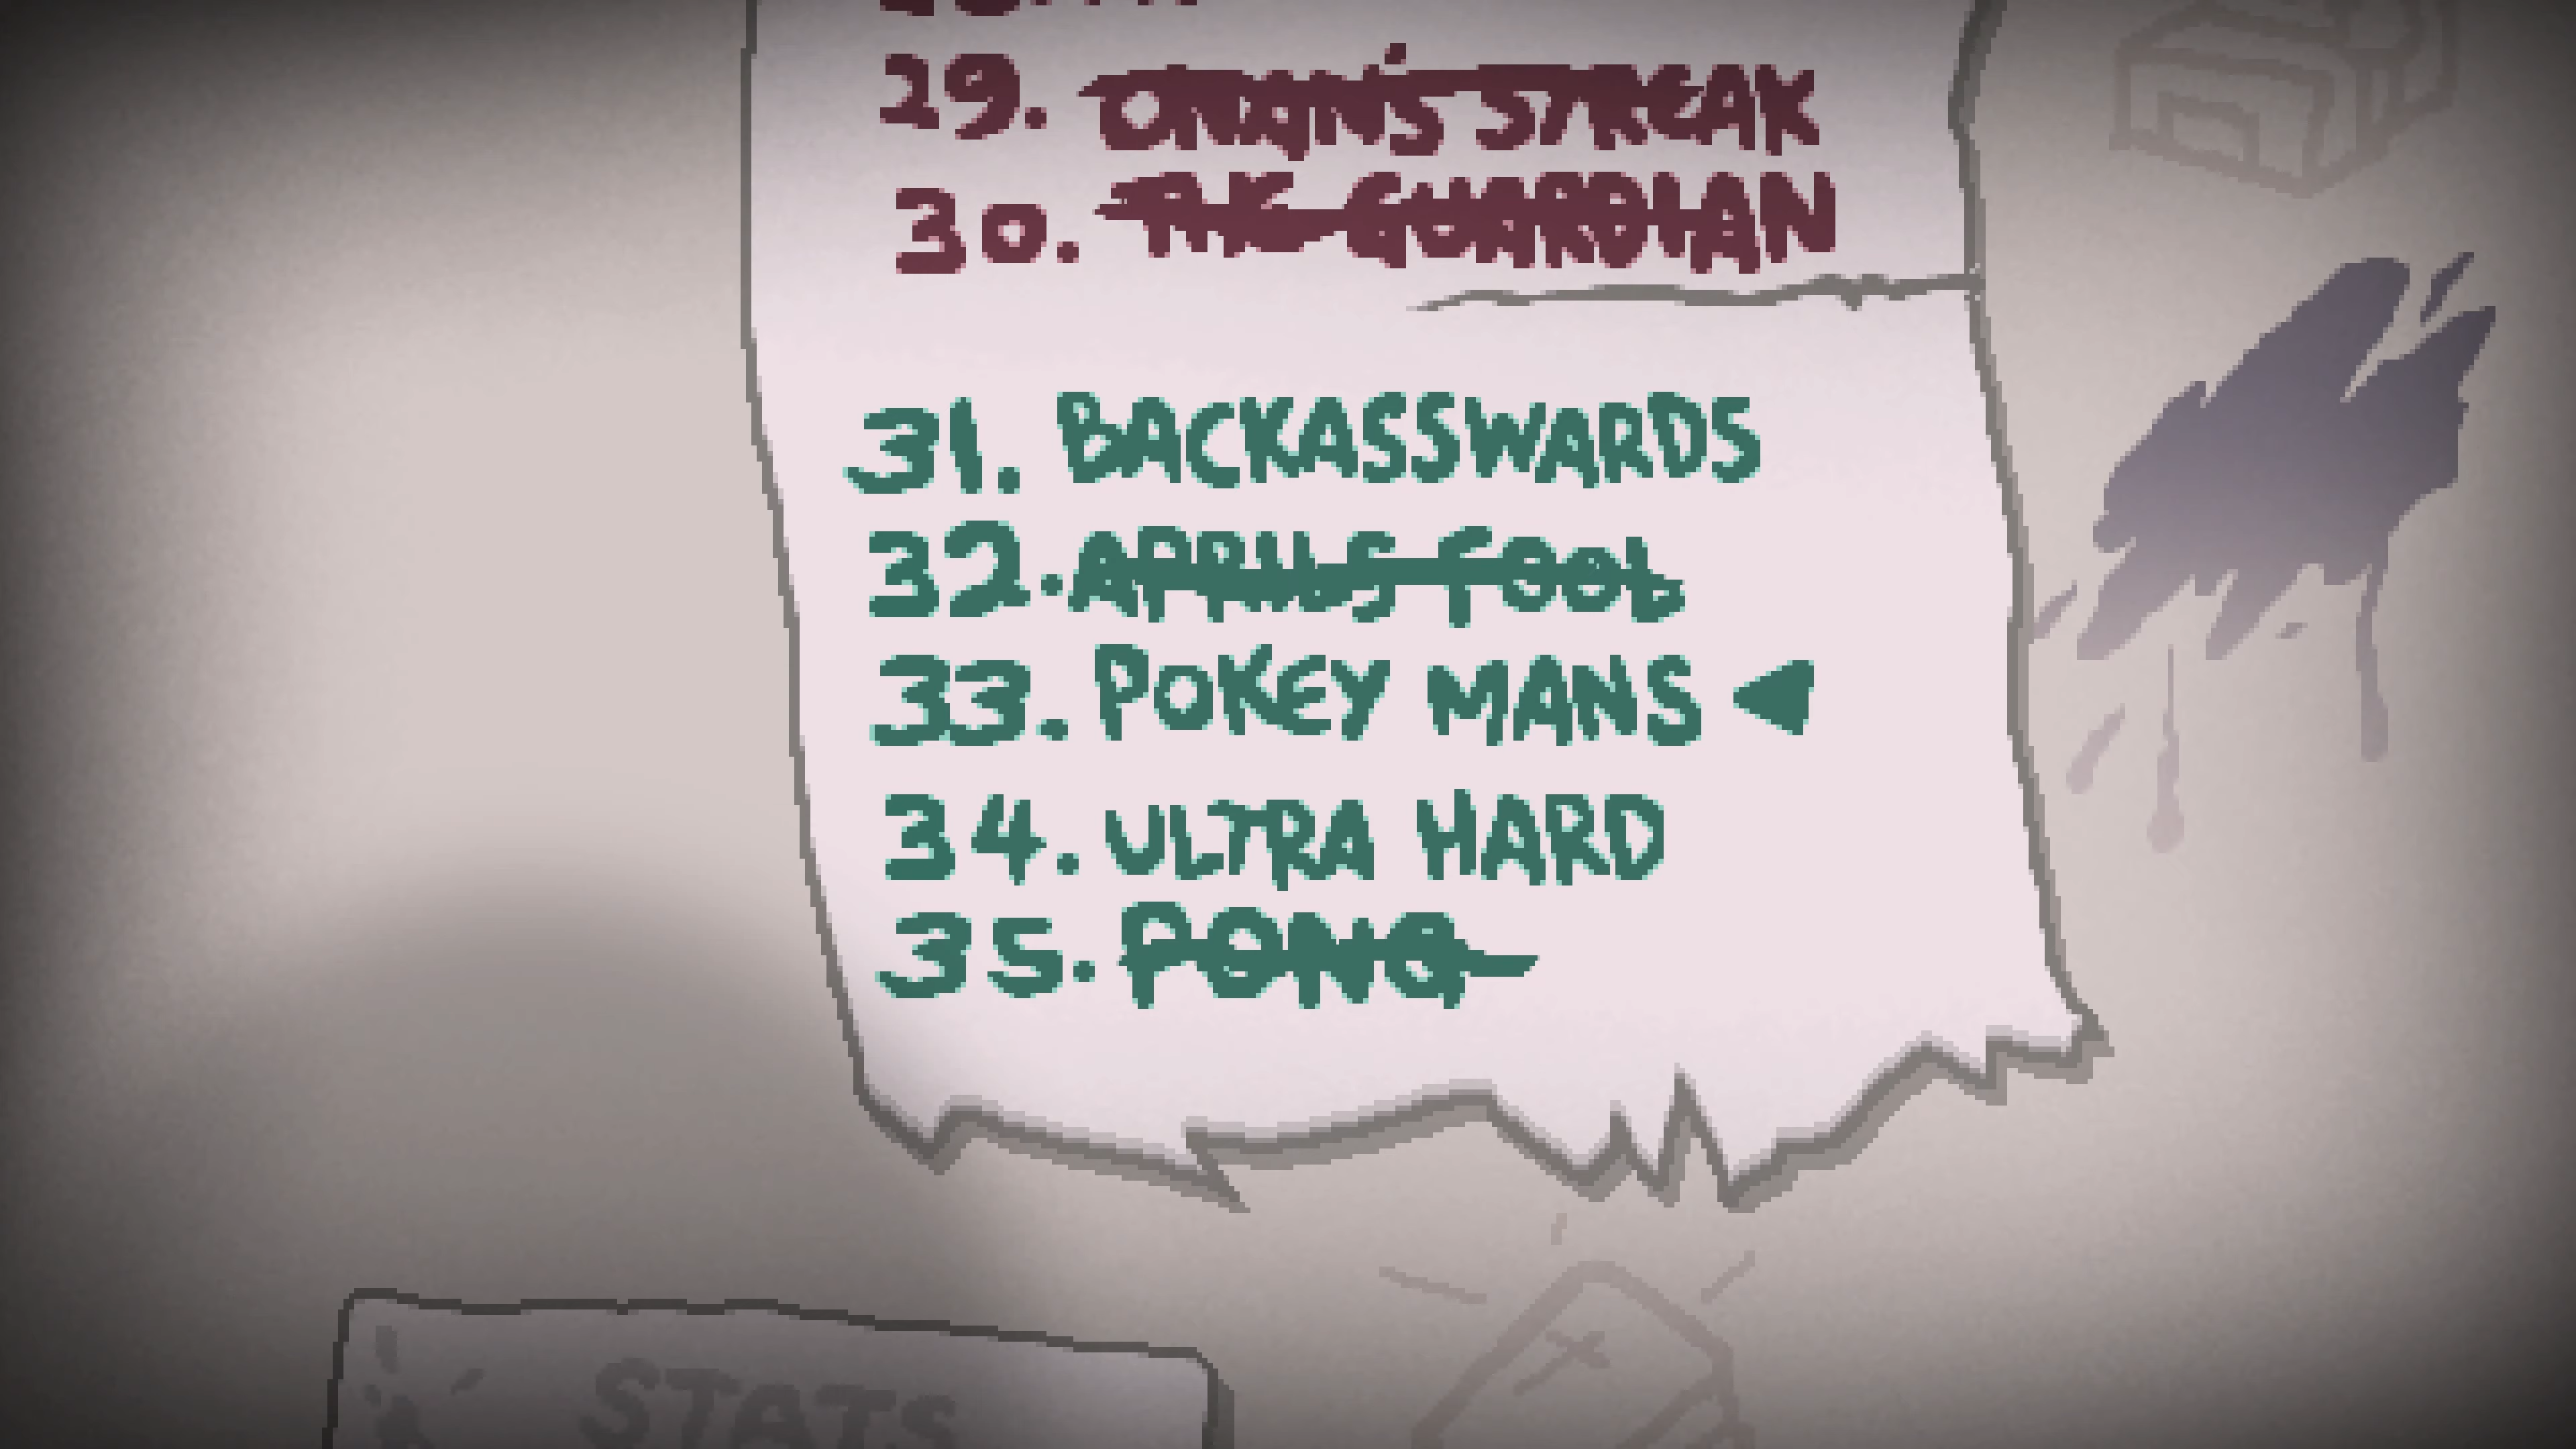 29. ONAN'S STREAK
30. THE GUARDIAN
31. BACKASSWARDS
32. APRILS FOOL
33. POKEY MANS
34. ULTRA HARD
35. PONG
STATS